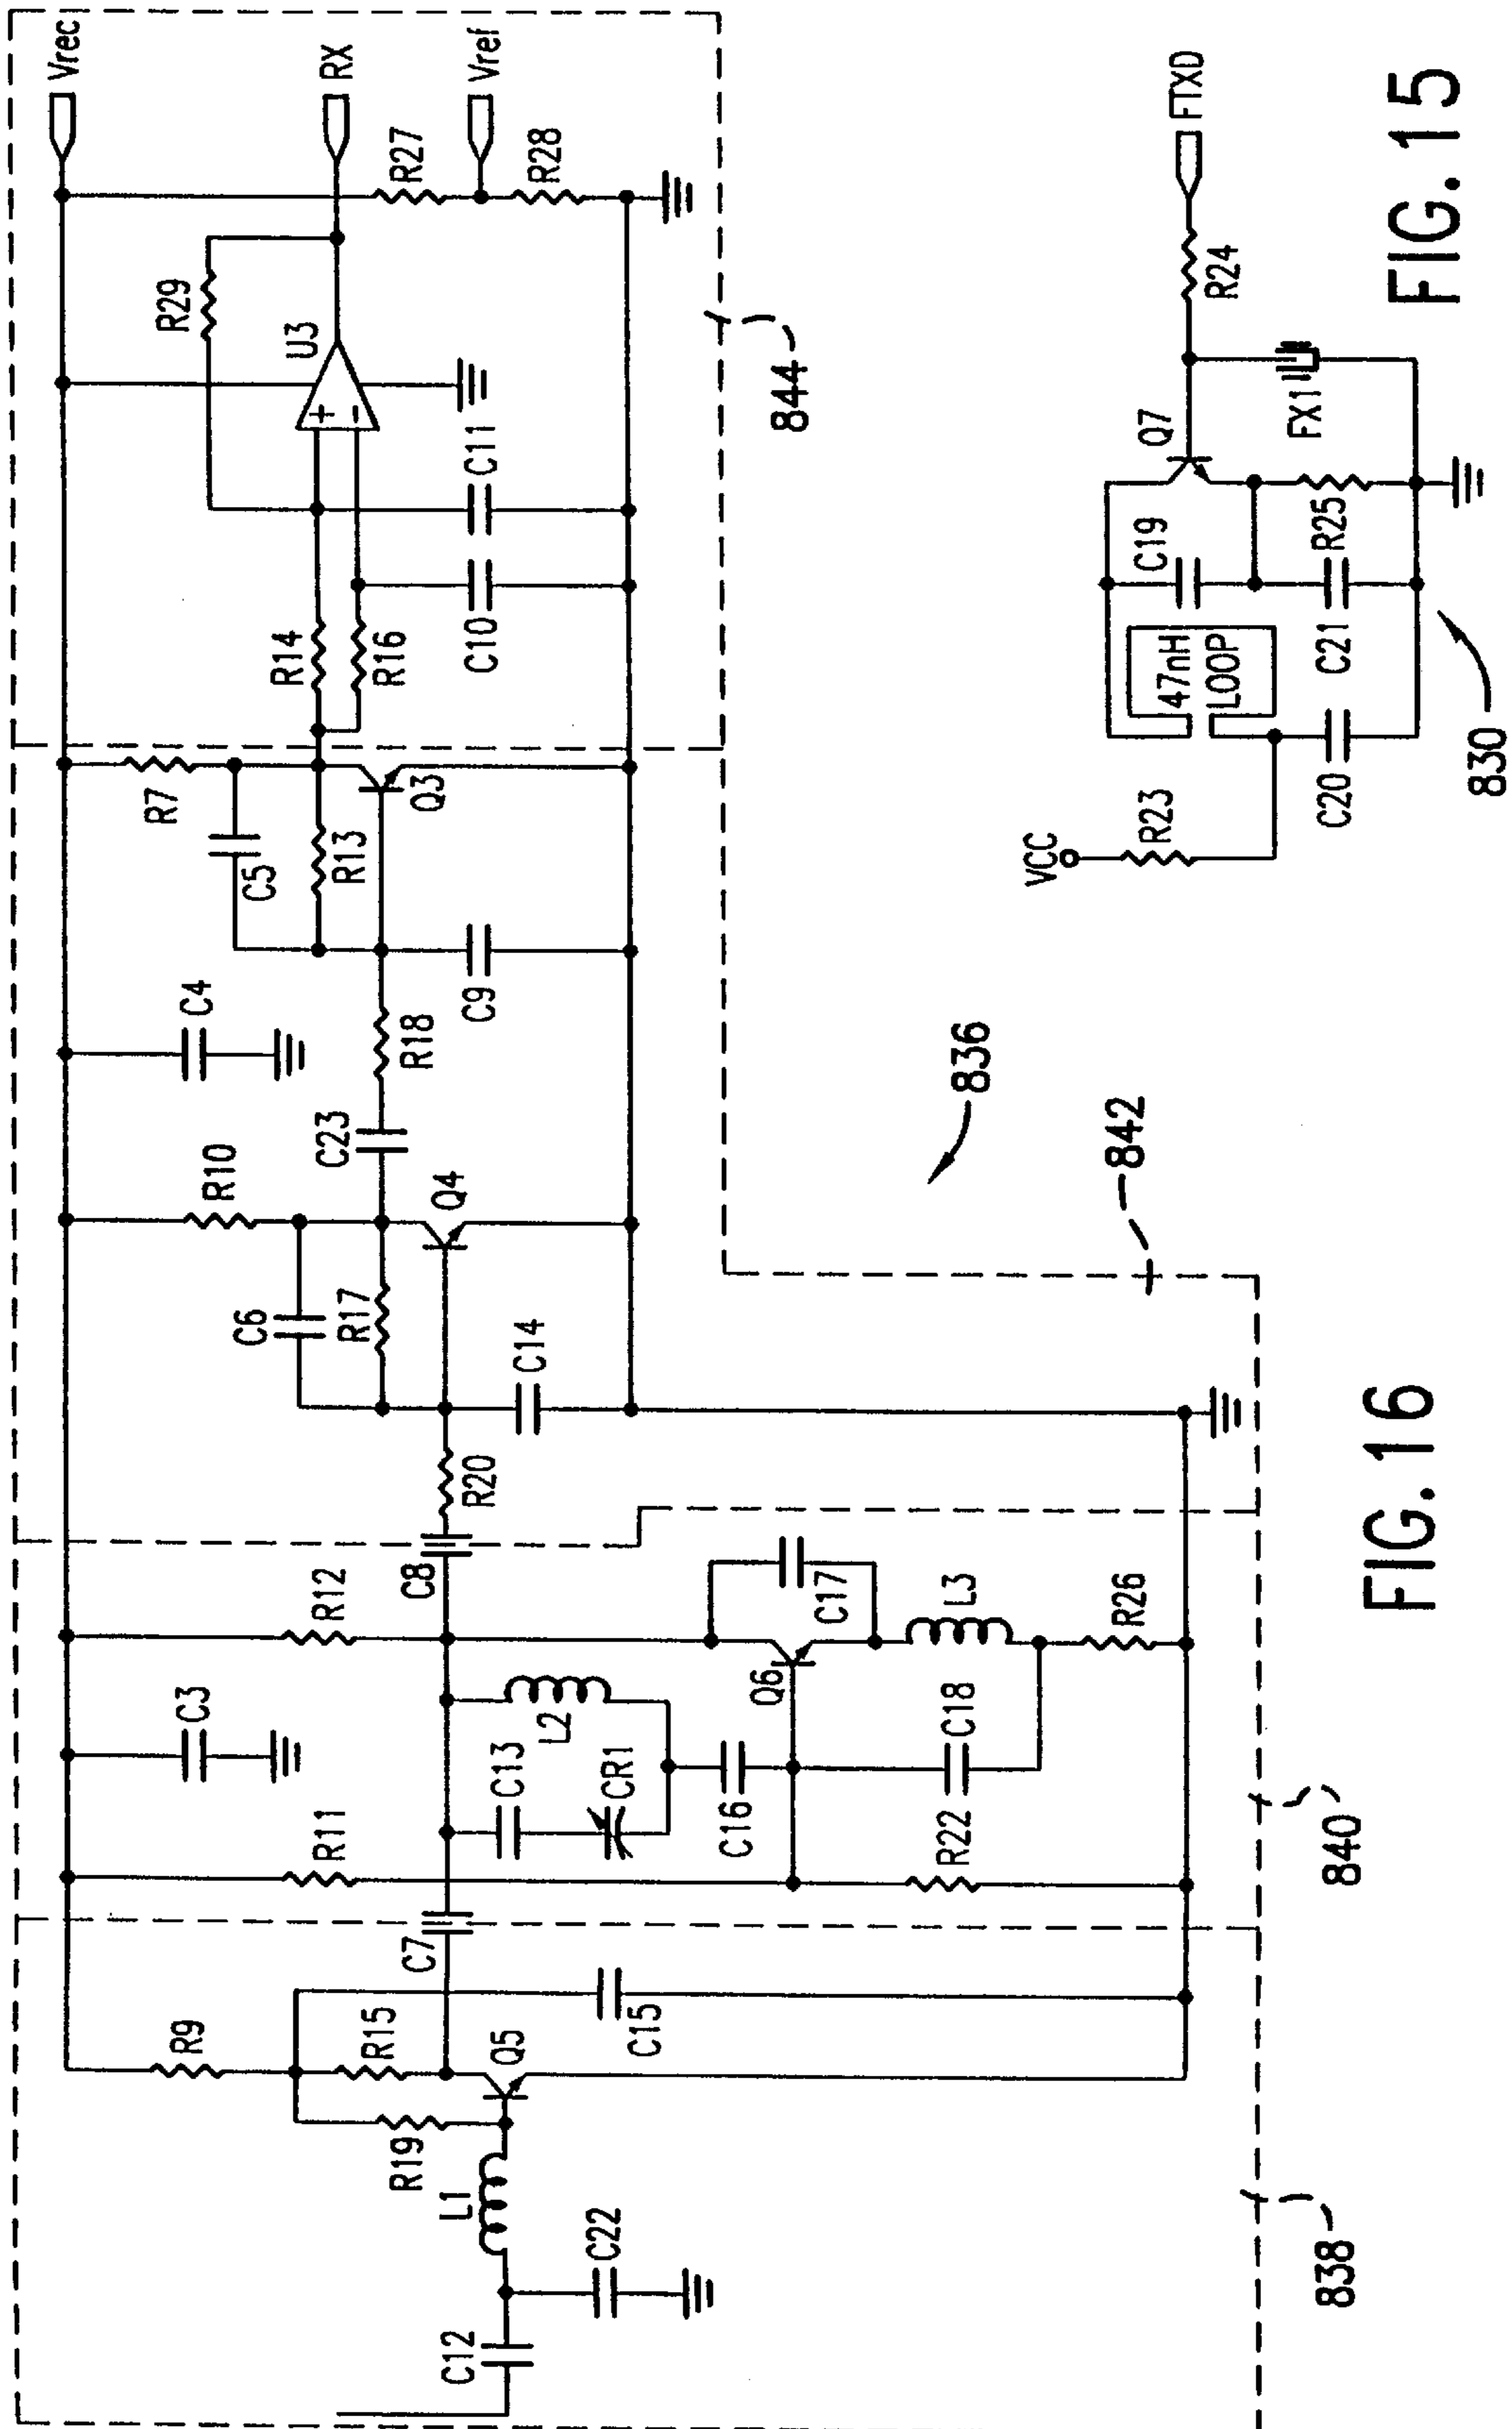 Vrec
RX
Vref
R27
R28
R29
U3
+
−
C11
C10
R14
R16
844
R7
C5
R13
Q3
C9
C4
R18
C23
R10
Q4
C6
R17
C14
R20
836
842
C8
R12
C3
L2
C13
CR1
C16
R11
Q6
C17
L3
C18
R22
R26
840
C7
R9
R15
Q5
C15
R19
L1
C22
C12
838
FIG. 16
VCC
R23
47nH
LOOP
C19
C20
C21
R25
Q7
FX1
R24
FTXD
830
FIG. 15